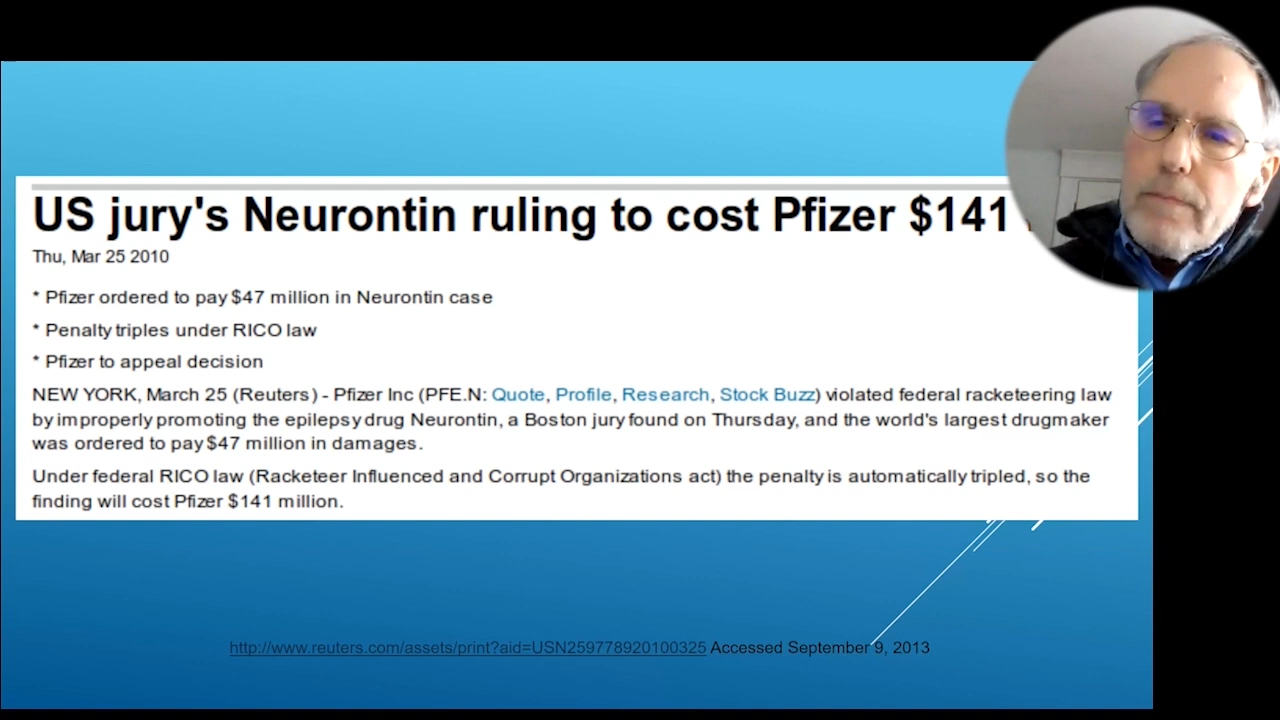 US jury's Neurontin ruling to cost Pfizer $141
Thu, Mar 25 2010
* Pfizer ordered to pay $47 million in Neurontin case
* Penalty triples under RICO law
* Pfizer to appeal decision
NEW YORK, March 25 (Reuters) - Pfizer Inc (PFE.N: Quote, Profile, Research, Stock Buzz) violated federal racketeering law
by improperly promoting the epilepsy drug Neurontin, a Boston jury found on Thursday, and the world's largest drugmaker
was ordered to pay $47 million in damages.
Under federal RICO law (Racketeer Influenced and Corrupt Organizations act) the penalty is automatically tripled, so the
finding will cost Pfizer $141 million.
http://www.reuters.com/assets/print?aid=USN259778920100325 Accessed September 9, 2013